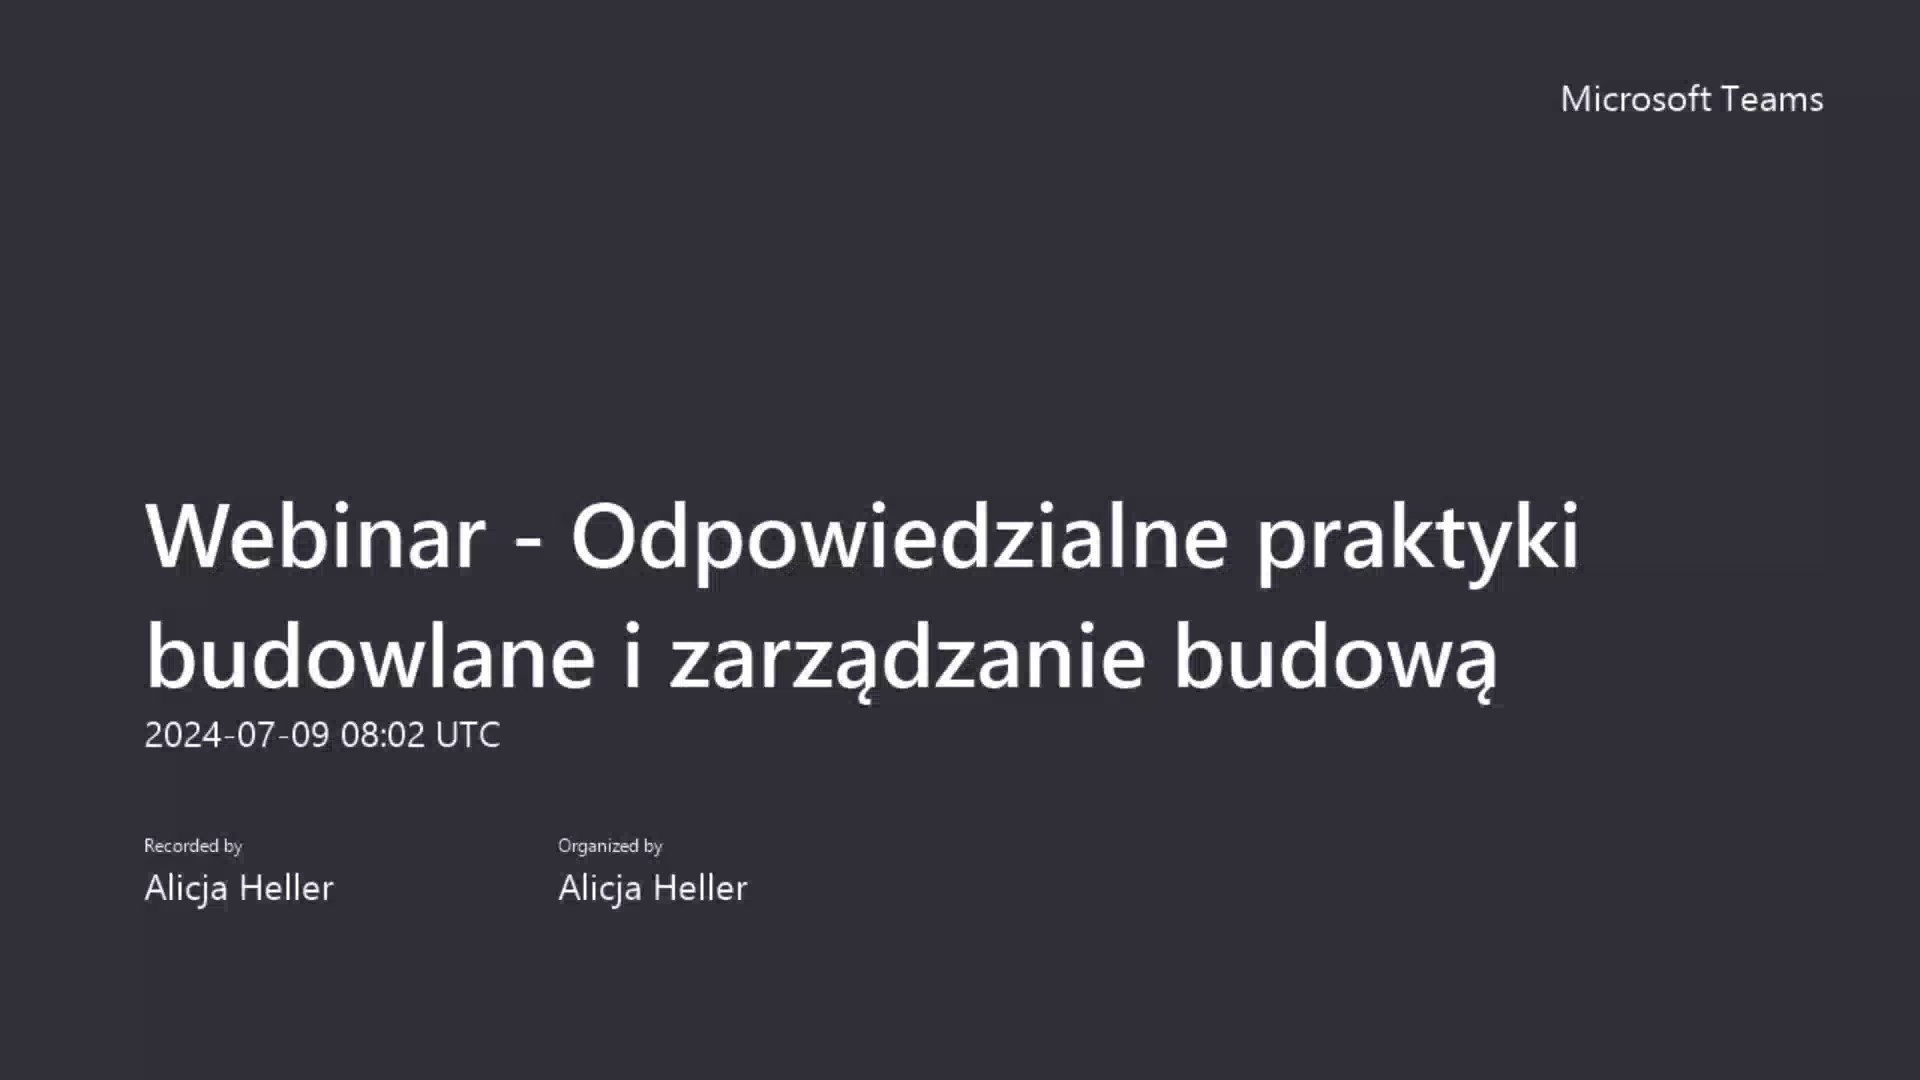 Microsoft Teams
Webinar - Odpowiedzialne praktyki
budowlane i zarządzanie budową
2024-07-09 08:02 UTC
Recorded by
Alicja Heller
Organized by
Alicja Heller